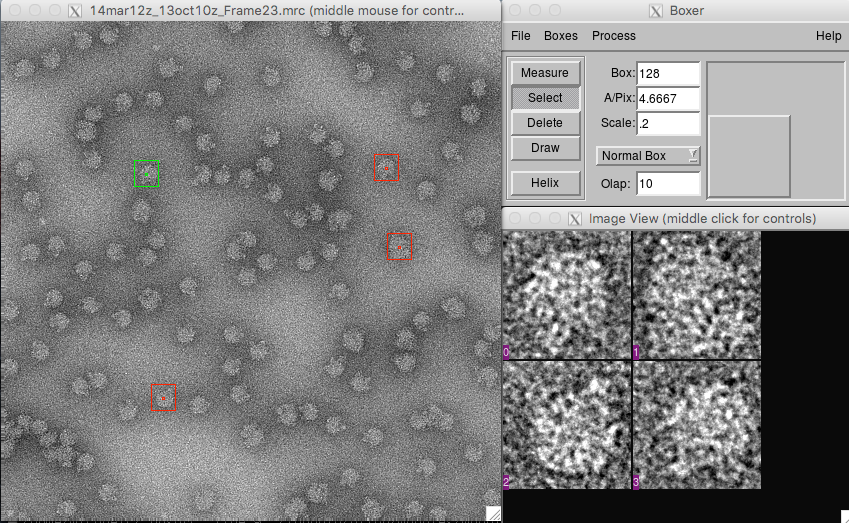 14mar12z_13oct10z_Frame23.mrc (middle mouse for contr...
Boxer
File Boxes Process Help
Measure
Select
Delete
Draw
Helix
Box: 128
A/Pix: 4.6667
Scale: .2
Normal Box
Olap: 10
Image View (middle click for controls)
0
1
2
3